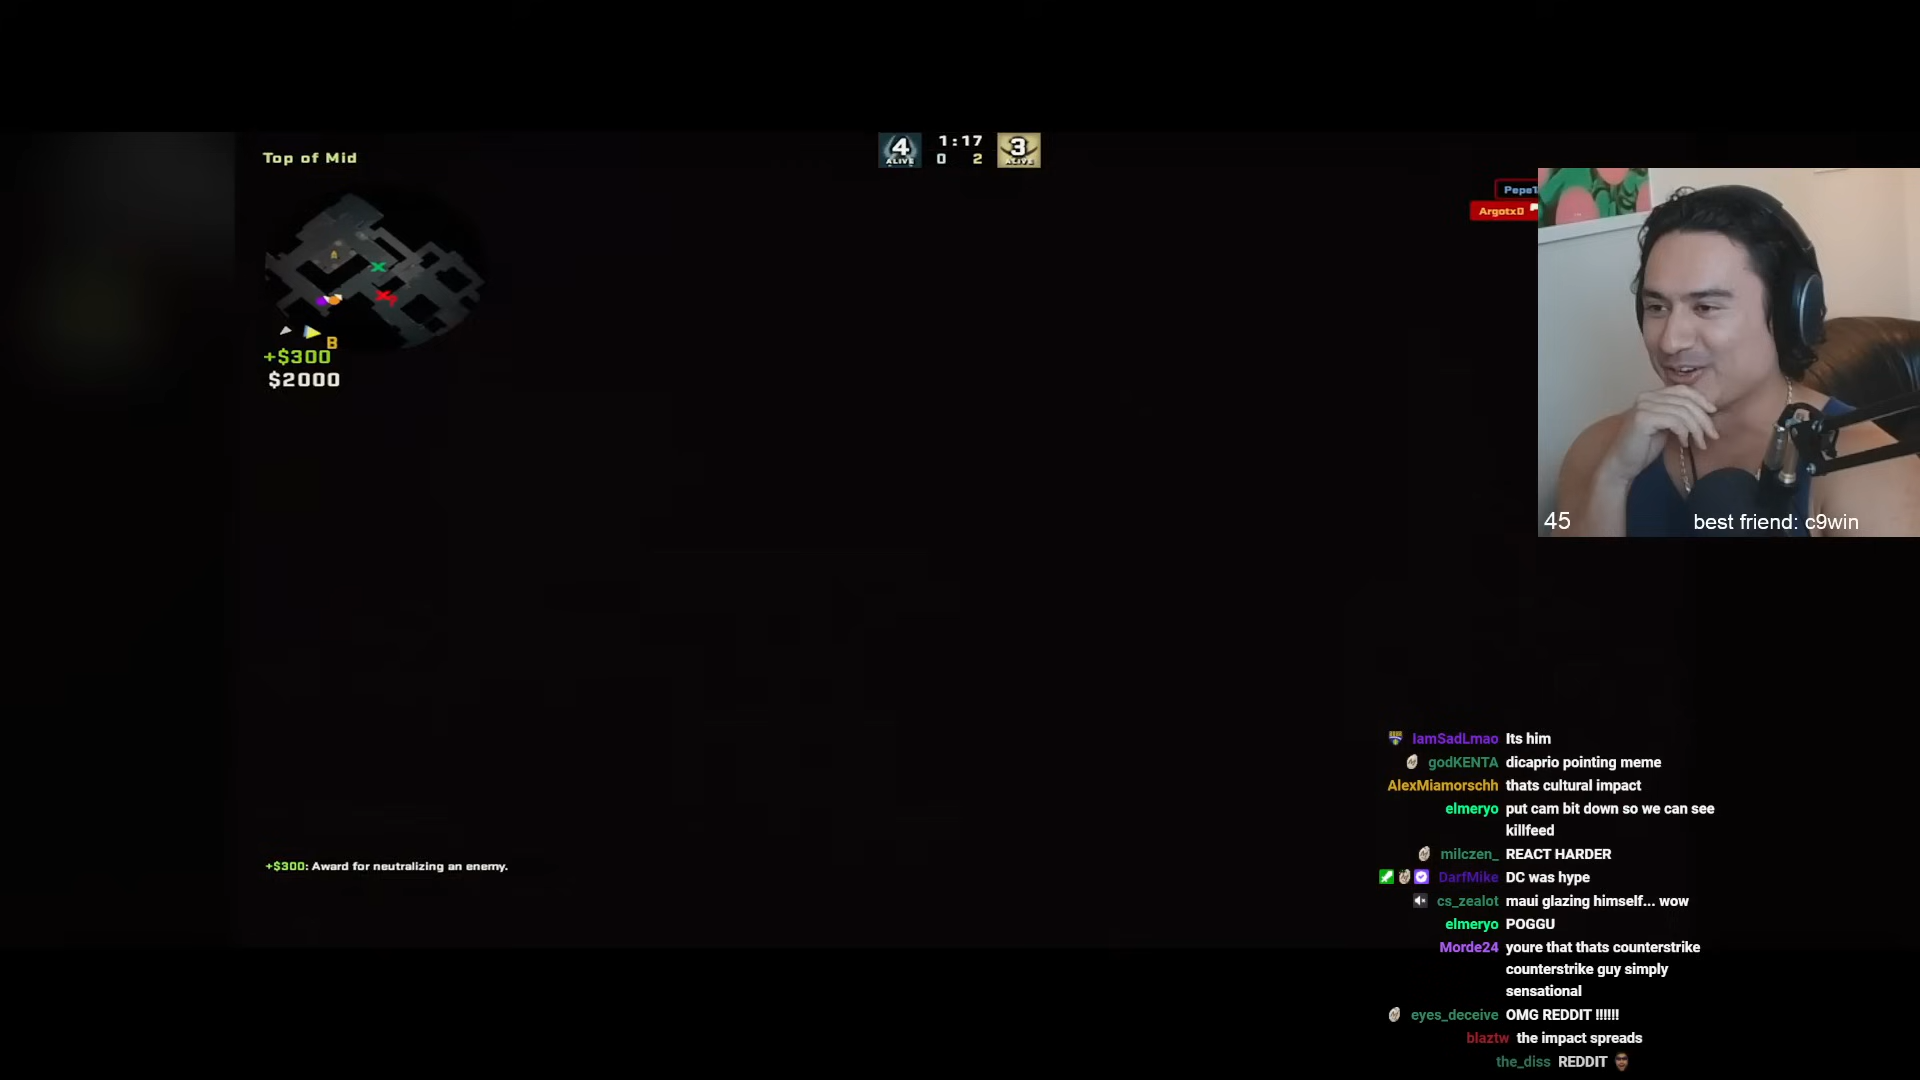 Top of Mid
4
ALIVE
1:17
0 2
3
ALIVE
Argotx0
B
+$300
$2000
45 best friend: c9win
IamSadLmao Its him
godKENTA dicaprio pointing meme
AlexMiamorschh thats cultural impact
elmeryo put cam bit down so we can see
killfeed
milczen_ REACT HARDER
DarfMike DC was hype
cs_zealot maui glazing himself... wow
elmeryo POGGU
+$300: Award for neutralizing an enemy.
Morde24 youre that thats counterstrike
counterstrike guy simply
sensational
eyes_deceive OMG REDDIT !!!!!!
blaztw the impact spreads
the_diss REDDIT